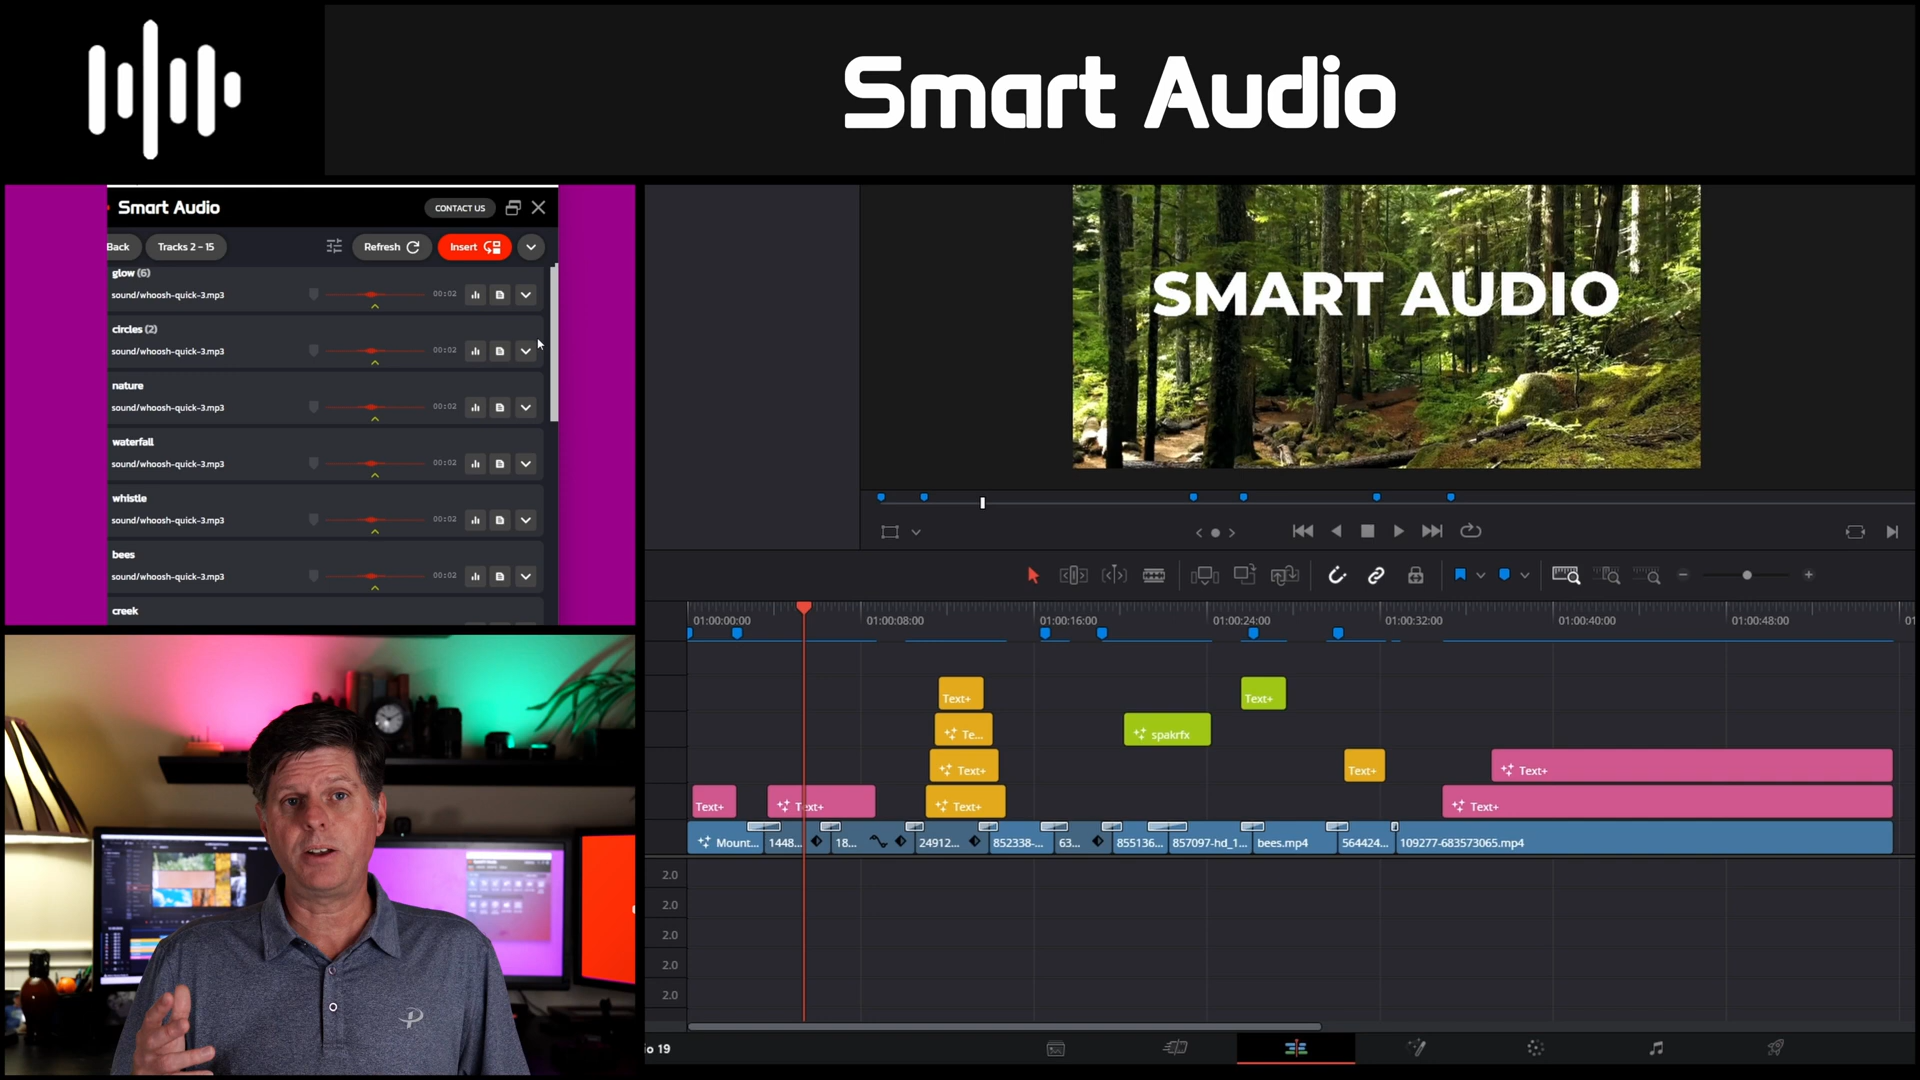 Smart Audio
Smart Audio
CONTACT US
Back
Tracks 2 – 15
Refresh
Insert
glow (6)
sound/whoosh-quick-3.mp3
00:02
circles (2)
sound/whoosh-quick-3.mp3
00:02
nature
sound/whoosh-quick-3.mp3
00:02
waterfall
sound/whoosh-quick-3.mp3
00:02
whistle
sound/whoosh-quick-3.mp3
00:02
bees
sound/whoosh-quick-3.mp3
00:02
creek
SMART AUDIO
01:00:00:00
01:00:08:00
01:00:16:00
01:00:24:00
01:00:32:00
01:00:40:00
01:00:48:00
01
Text+
Text+
Te...
spakrfx
Text+
Text+
Text+
Text+
Text+
Text+
Text+
Mount...
1448...
18...
24912...
852338-...
63...
855136...
857097-hd_1...
bees.mp4
564424...
109277-683573065.mp4
2.0
2.0
2.0
2.0
2.0
io 19